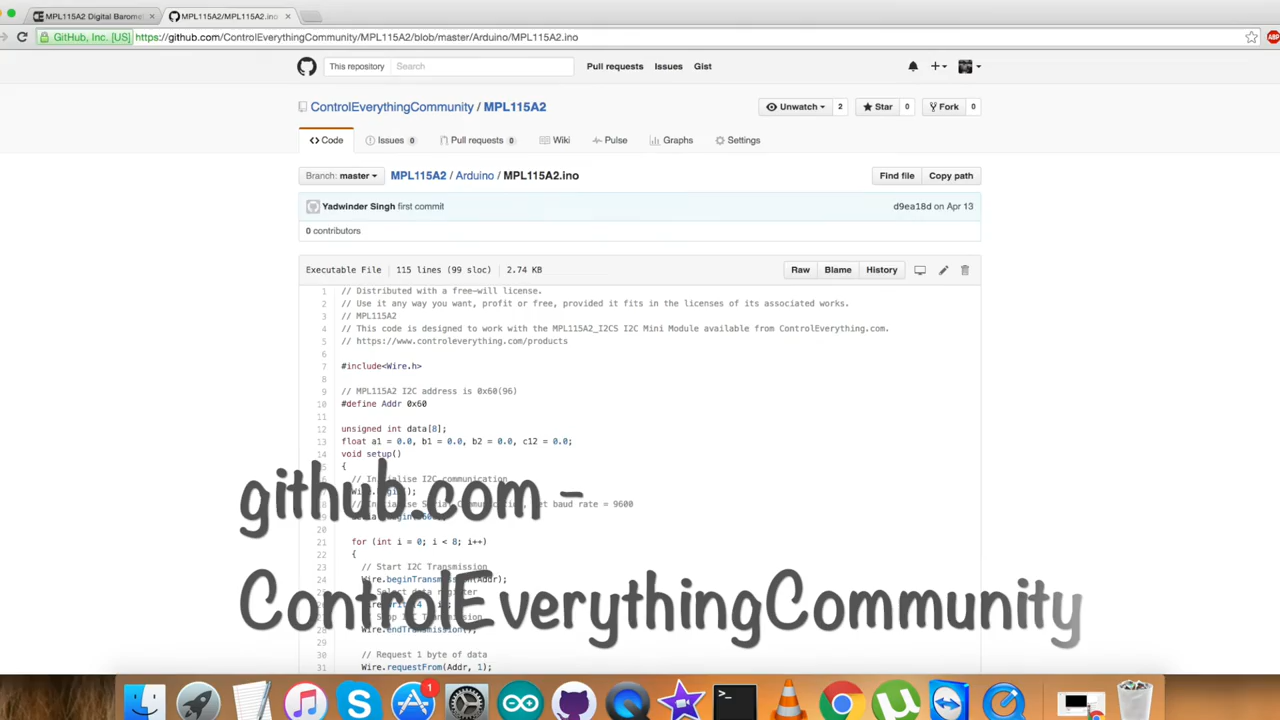 MPL115A2 Digital Barome
MPL115A2/MPL115A2.ino
GitHub, Inc. [US] https://github.com/ControlEverythingCommunity/MPL115A2/blob/master/Arduino/MPL115A2.ino
ABP
This repository Search Pull requests Issues Gist
ControlEverythingCommunity / MPL115A2 Unwatch 2 Star 0 Fork 0
Code Issues 0 Pull requests 0 Wiki Pulse Graphs Settings
Branch: master MPL115A2 / Arduino / MPL115A2.ino Find file Copy path
Yadwinder Singh first commit d9ea18d on Apr 13
0 contributors
Executable File 115 lines (99 sloc) 2.74 KB Raw Blame History
1 // Distributed with a free-will license.
2 // Use it any way you want, profit or free, provided it fits in the licenses of its associated works.
3 // MPL115A2
4 // This code is designed to work with the MPL115A2_I2CS I2C Mini Module available from ControlEverything.com.
5 // https://www.controleverything.com/products
6
7 #include<Wire.h>
8
9 // MPL115A2 I2C address is 0x60(96)
10 #define Addr 0x60
11
12 unsigned int data[8];
13 float a1 = 0.0, b1 = 0.0, b2 = 0.0, c12 = 0.0;
14 void setup()
{
communication
baud rate = 9600
20
21 for (int i = 0; i < 8; i++)
22 {
23 // Start I2C Transmission
24 Wire.beginTransmission(Addr);
register
28 Wire.endTransmission();
29
30 // Request 1 byte of data
31 Wire.requestFrom(Addr, 1);
github.com -
ControlEverythingCommunity
1